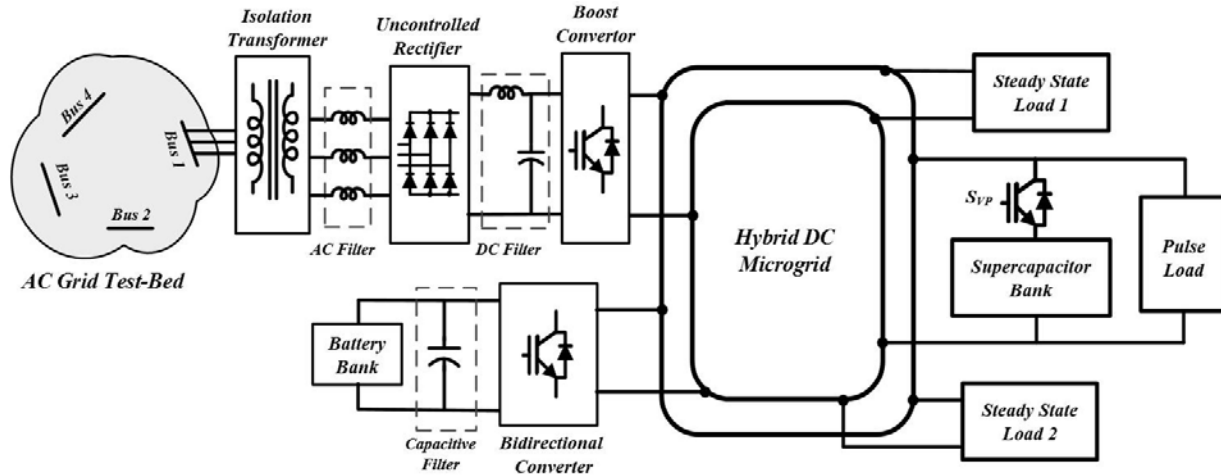 Isolation
Transformer
Uncontrolled
Rectifier
Boost
Convertor
Bus 4
Bus 1
Bus 3
Bus 2
AC Grid Test-Bed
AC Filter
DC Filter
Steady State
Load 1
S_VP
Supercapacitor
Bank
Pulse
Load
Hybrid DC
Microgrid
Battery
Bank
Capacitive
Filter
Bidirectional
Converter
Steady State
Load 2